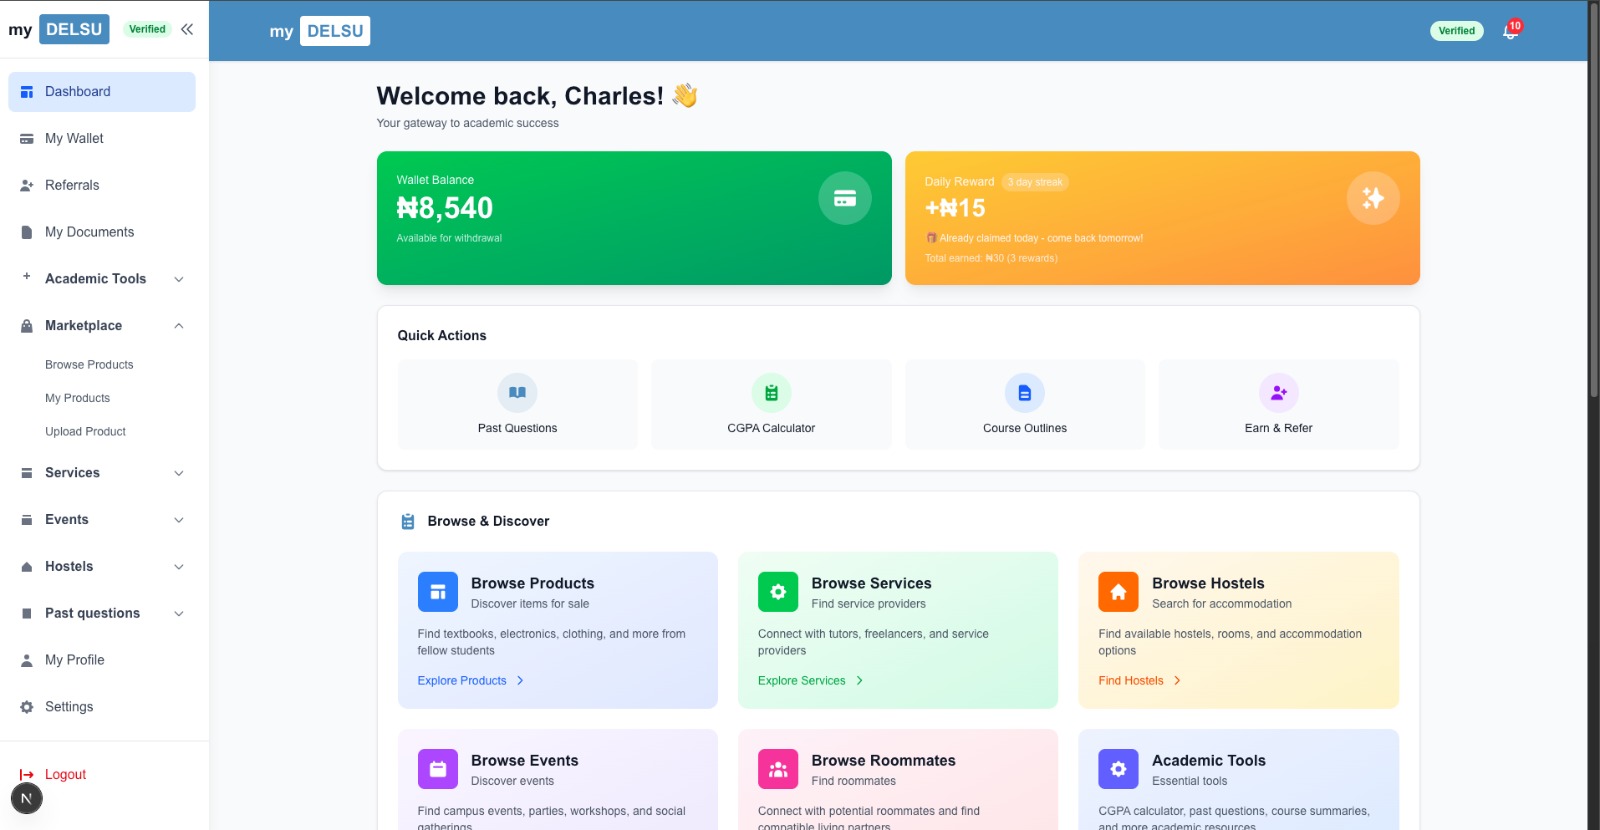 my DELSU Verified
Dashboard
My Wallet
Referrals
My Documents
Academic Tools
Marketplace
Browse Products
My Products
Upload Product
Services
Events
Hostels
Past questions
My Profile
Settings
Logout
N
my DELSU
Verified
10
Welcome back, Charles!
Your gateway to academic success
Wallet Balance
₦8,540
Available for withdrawal
Daily Reward 3 day streak
+₦15
Already claimed today - come back tomorrow!
Total earned: ₦30 (3 rewards)
Quick Actions
Past Questions
CGPA Calculator
Course Outlines
Earn & Refer
Browse & Discover
Browse Products
Discover items for sale
Find textbooks, electronics, clothing, and more from
fellow students
Explore Products
Browse Services
Find service providers
Connect with tutors, freelancers, and service
providers
Explore Services
Browse Hostels
Search for accommodation
Find available hostels, rooms, and accommodation
options
Find Hostels
Browse Events
Discover events
Find campus events, parties, workshops, and social
gatherings
Browse Roommates
Find roommates
Connect with potential roommates and find
compatible living partners
Academic Tools
Essential tools
CGPA calculator, past questions, course summaries,
and more academic resources